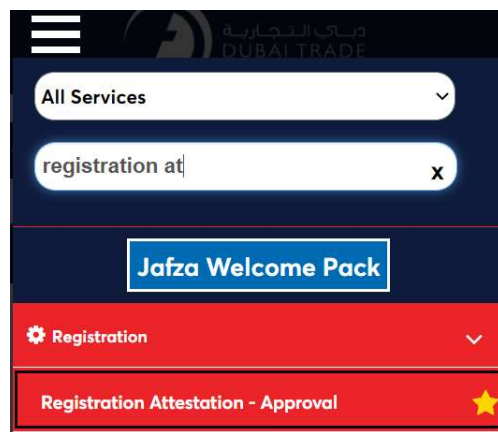 دبي التجارية
DUBAI TRADE
All Services
registration at
x
Jafza Welcome Pack
Registration
Registration Attestation - Approval